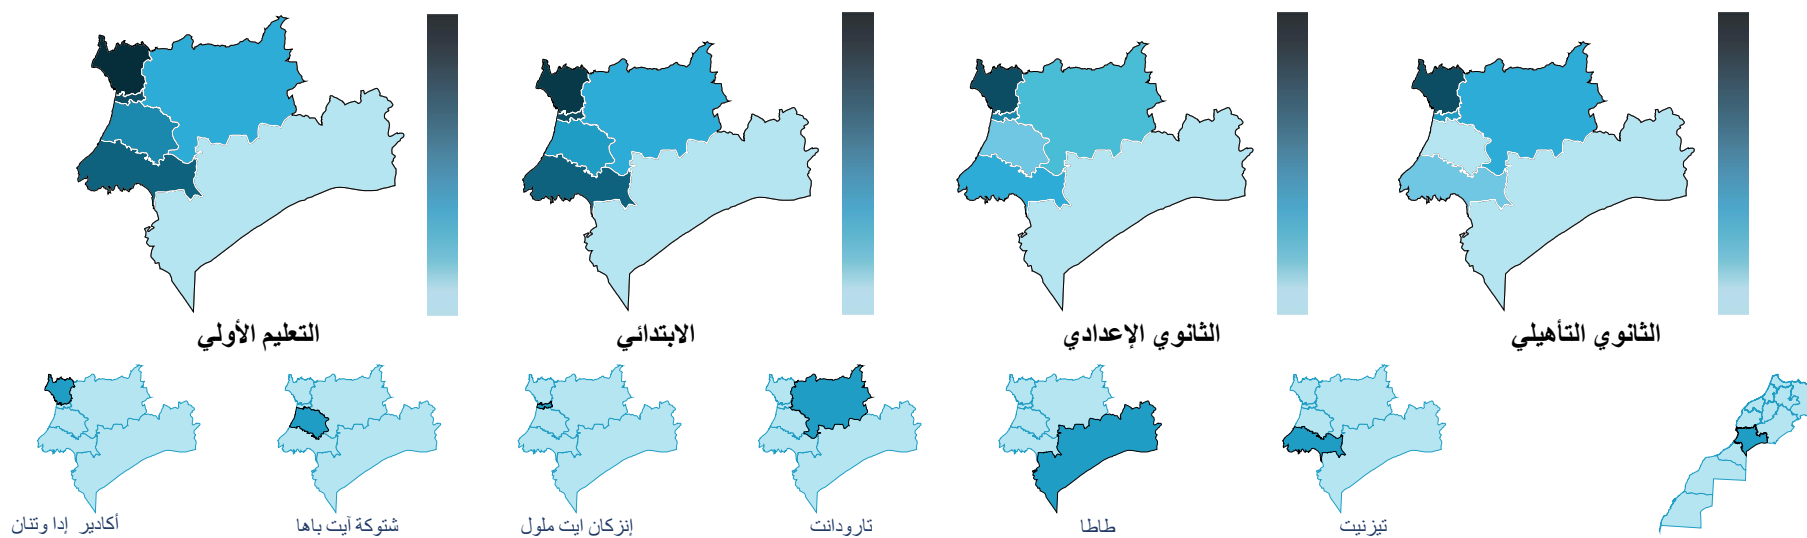 الثانوي التأهيلي
الثانوي الإعدادي
الابتدائي
التعليم الأولي
تيزنيت
طاطا
تارودانت
إنزكان ايت ملول
شتوكة آيت باها
أكادير إدا وتنان